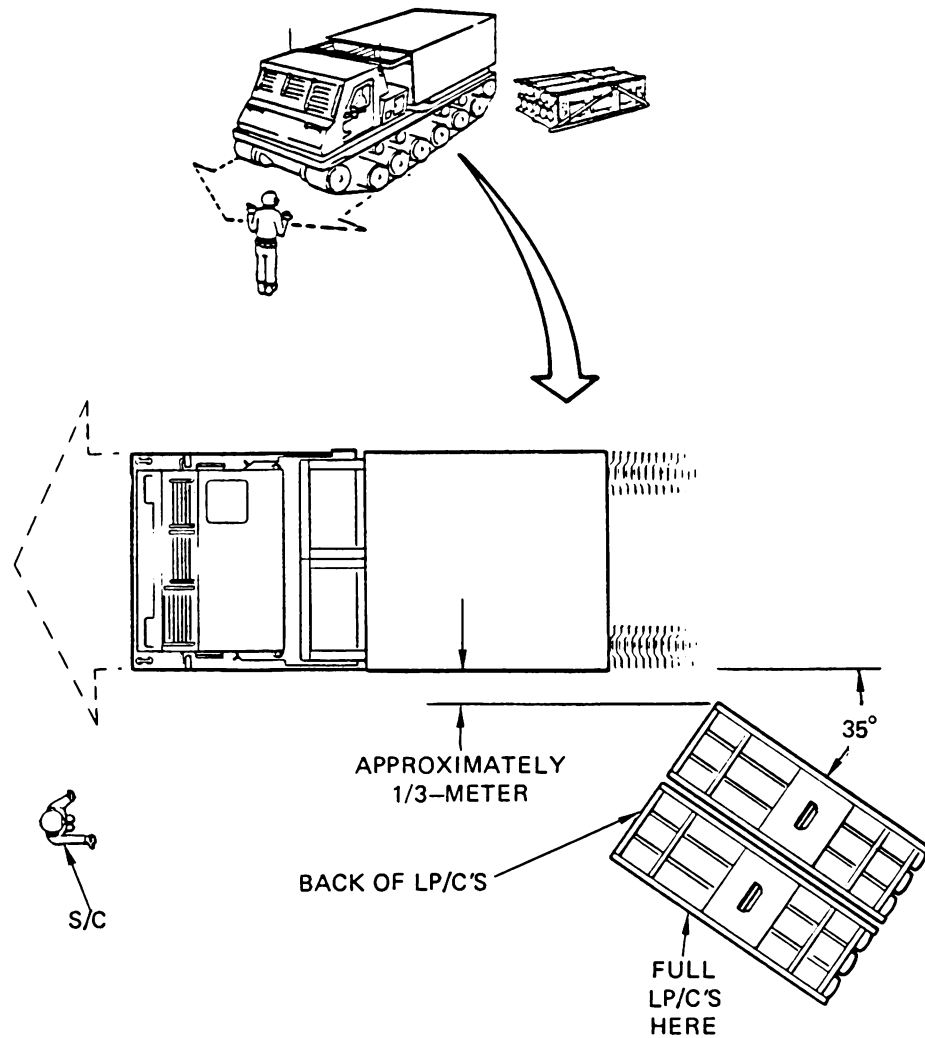 35°
APPROXIMATELY
1/3–METER
BACK OF LP/C'S
S/C
FULL
LP/C'S
HERE